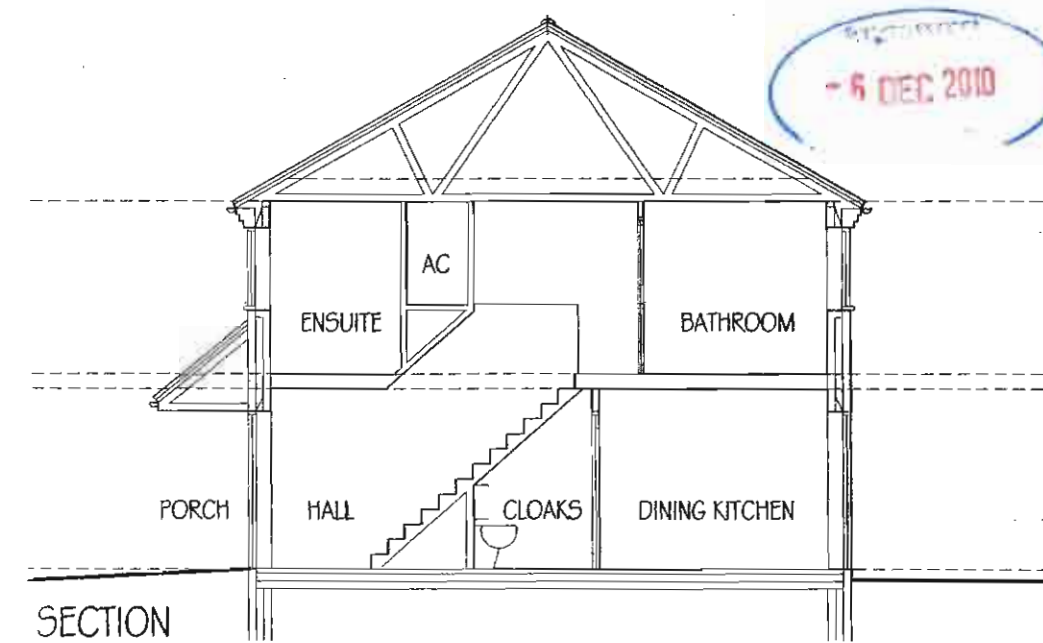 - 6 DEC 2010
AC
ENSUITE
BATHROOM
PORCH
HALL
CLOAKS
DINING KITCHEN
SECTION